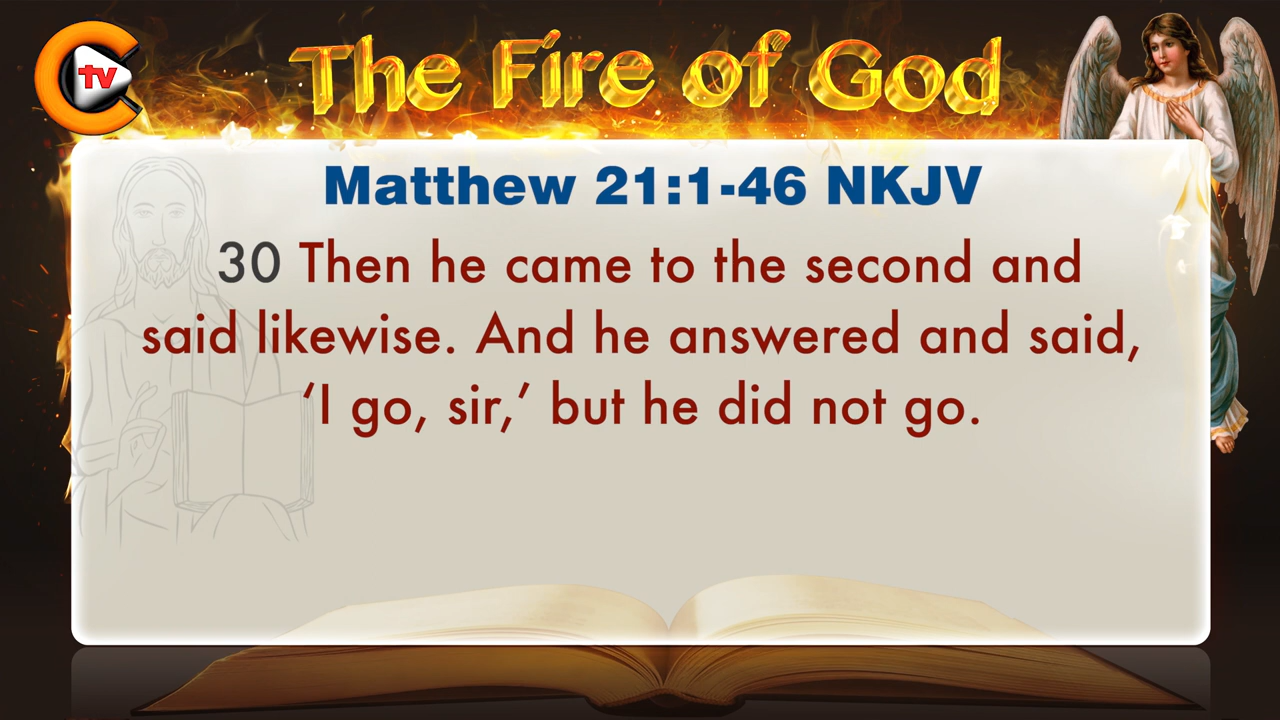 C
tv
The Fire of God
Matthew 21:1-46 NKJV
30 Then he came to the second and
said likewise. And he answered and said,
‘I go, sir,’ but he did not go.